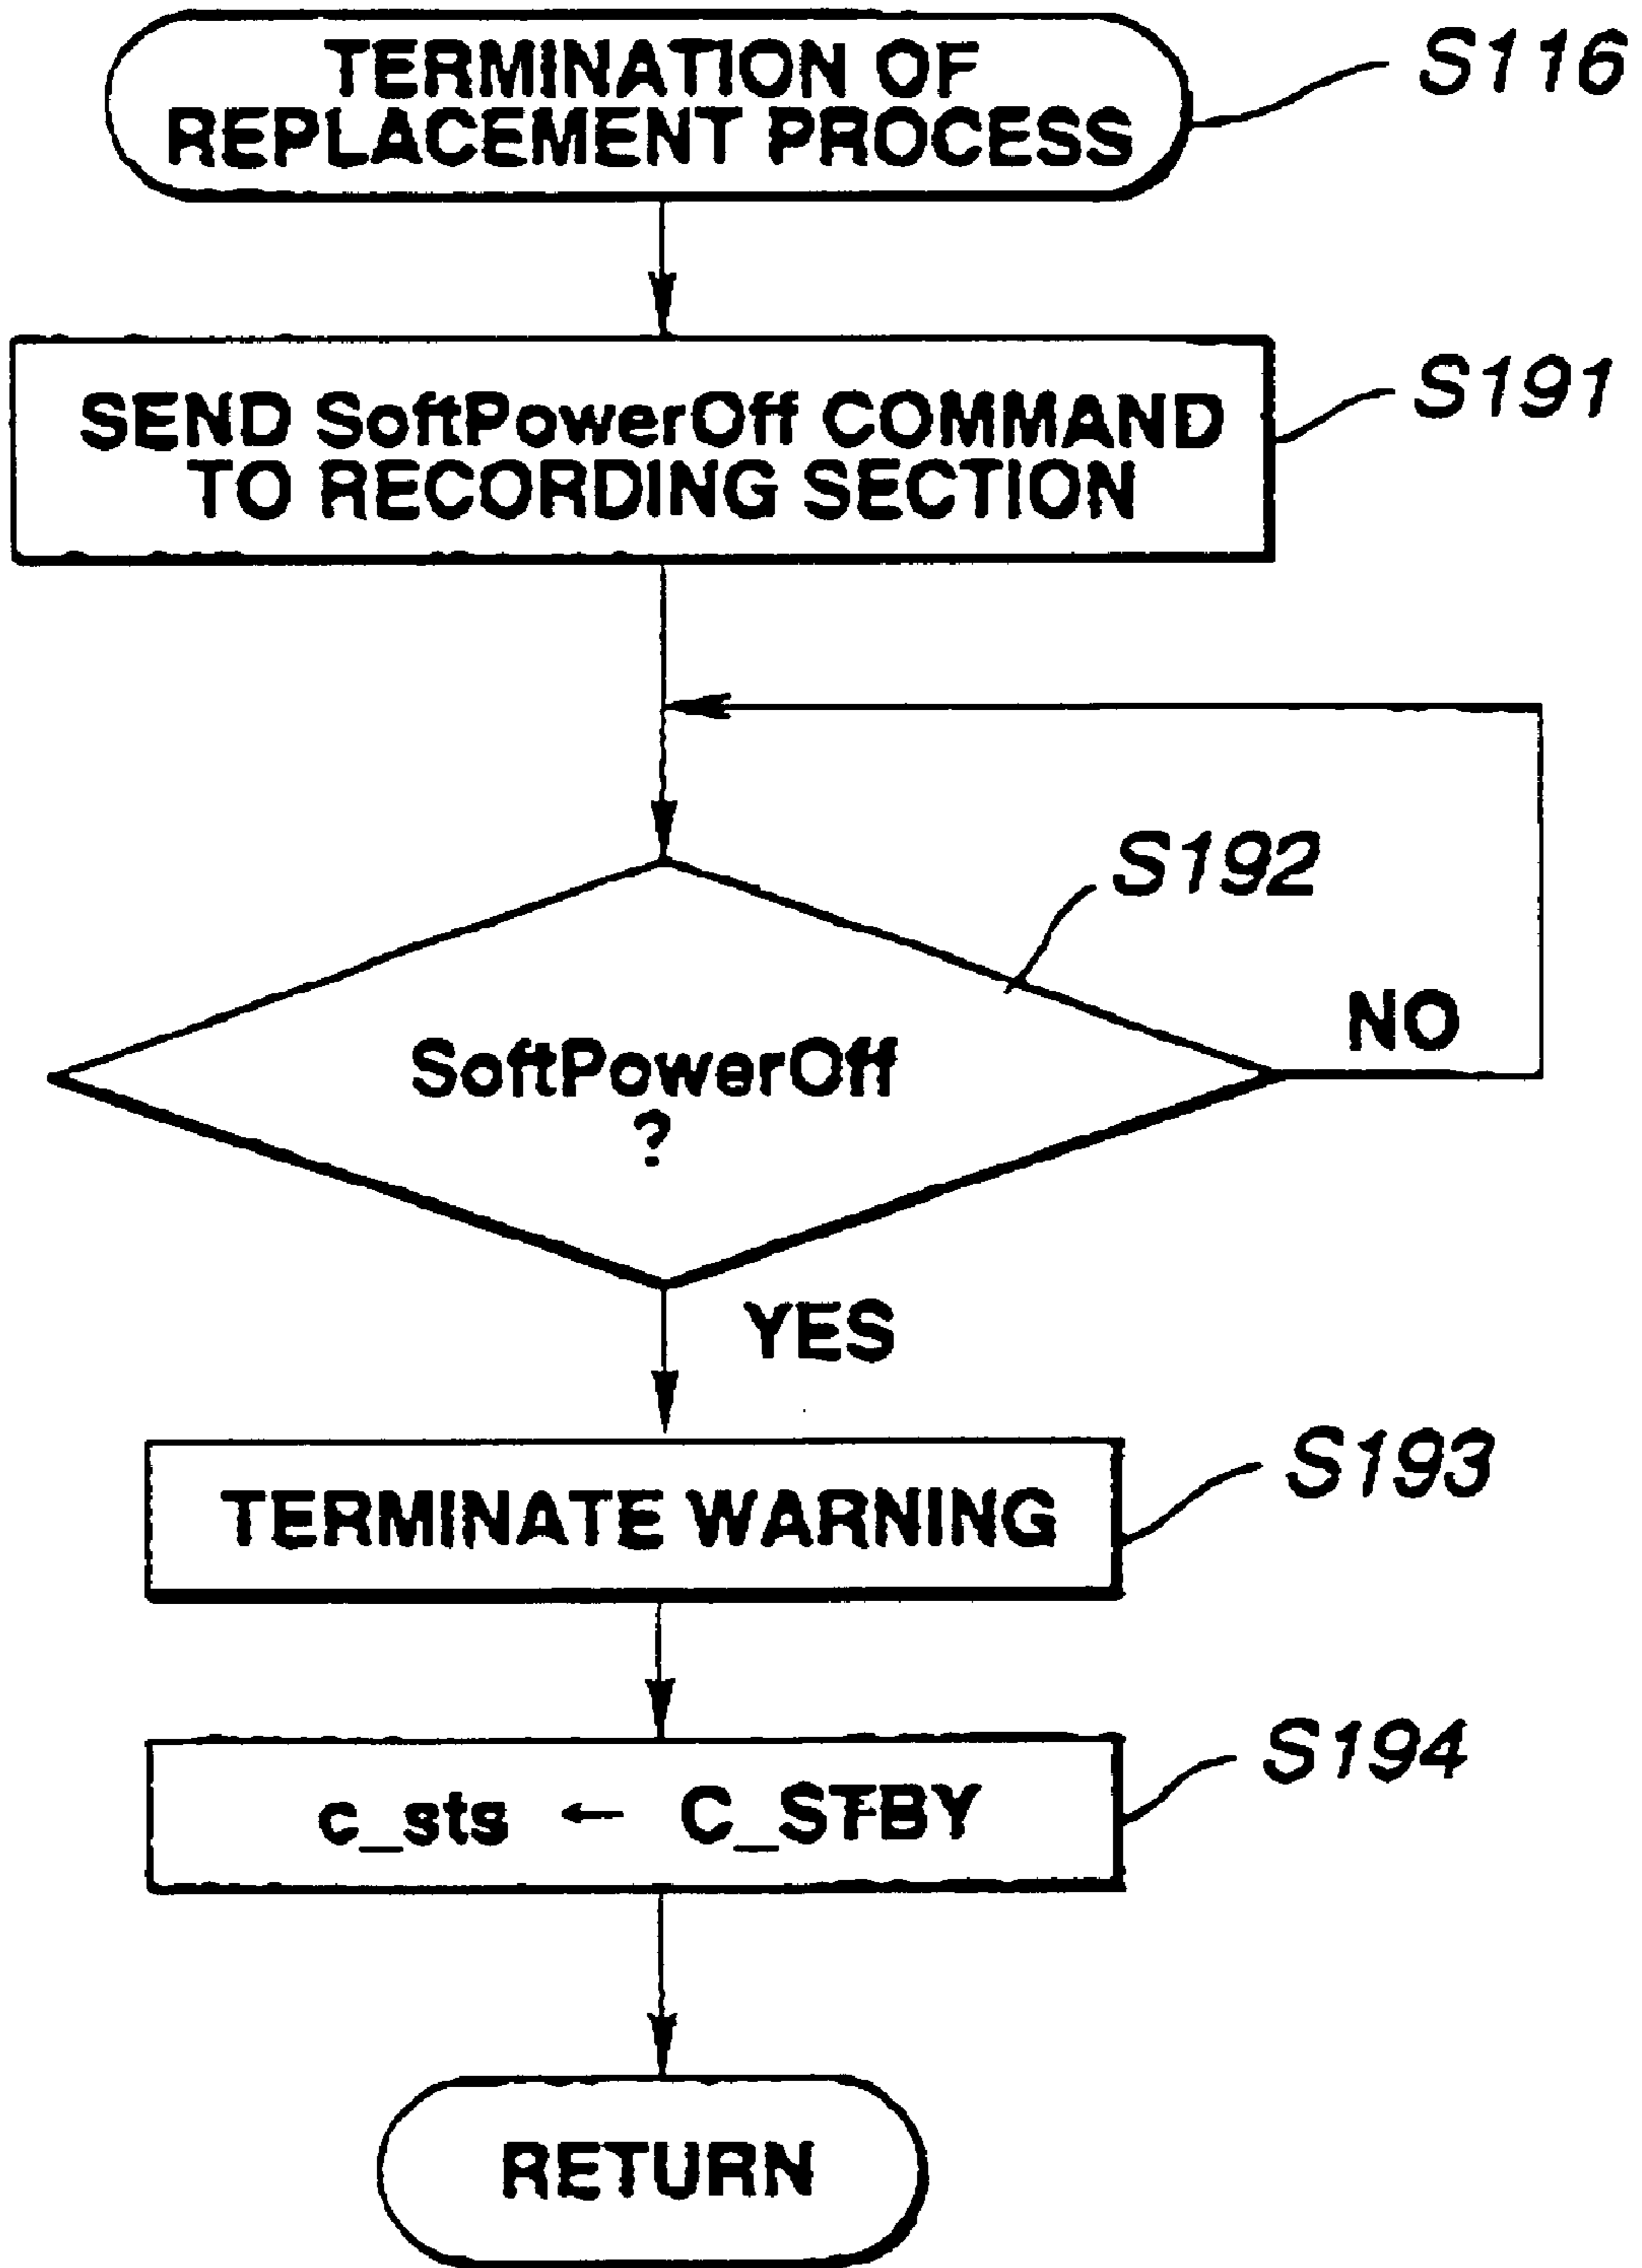 TERMINATION OF
REPLACEMENT PROCESS
S116
SEND SoftPowerOff COMMAND
TO RECORDING SECTION
S191
S192
SoftPowerOff
?
NO
YES
TERMINATE WARNING
S193
c_sts ← C_STBY
S194
RETURN